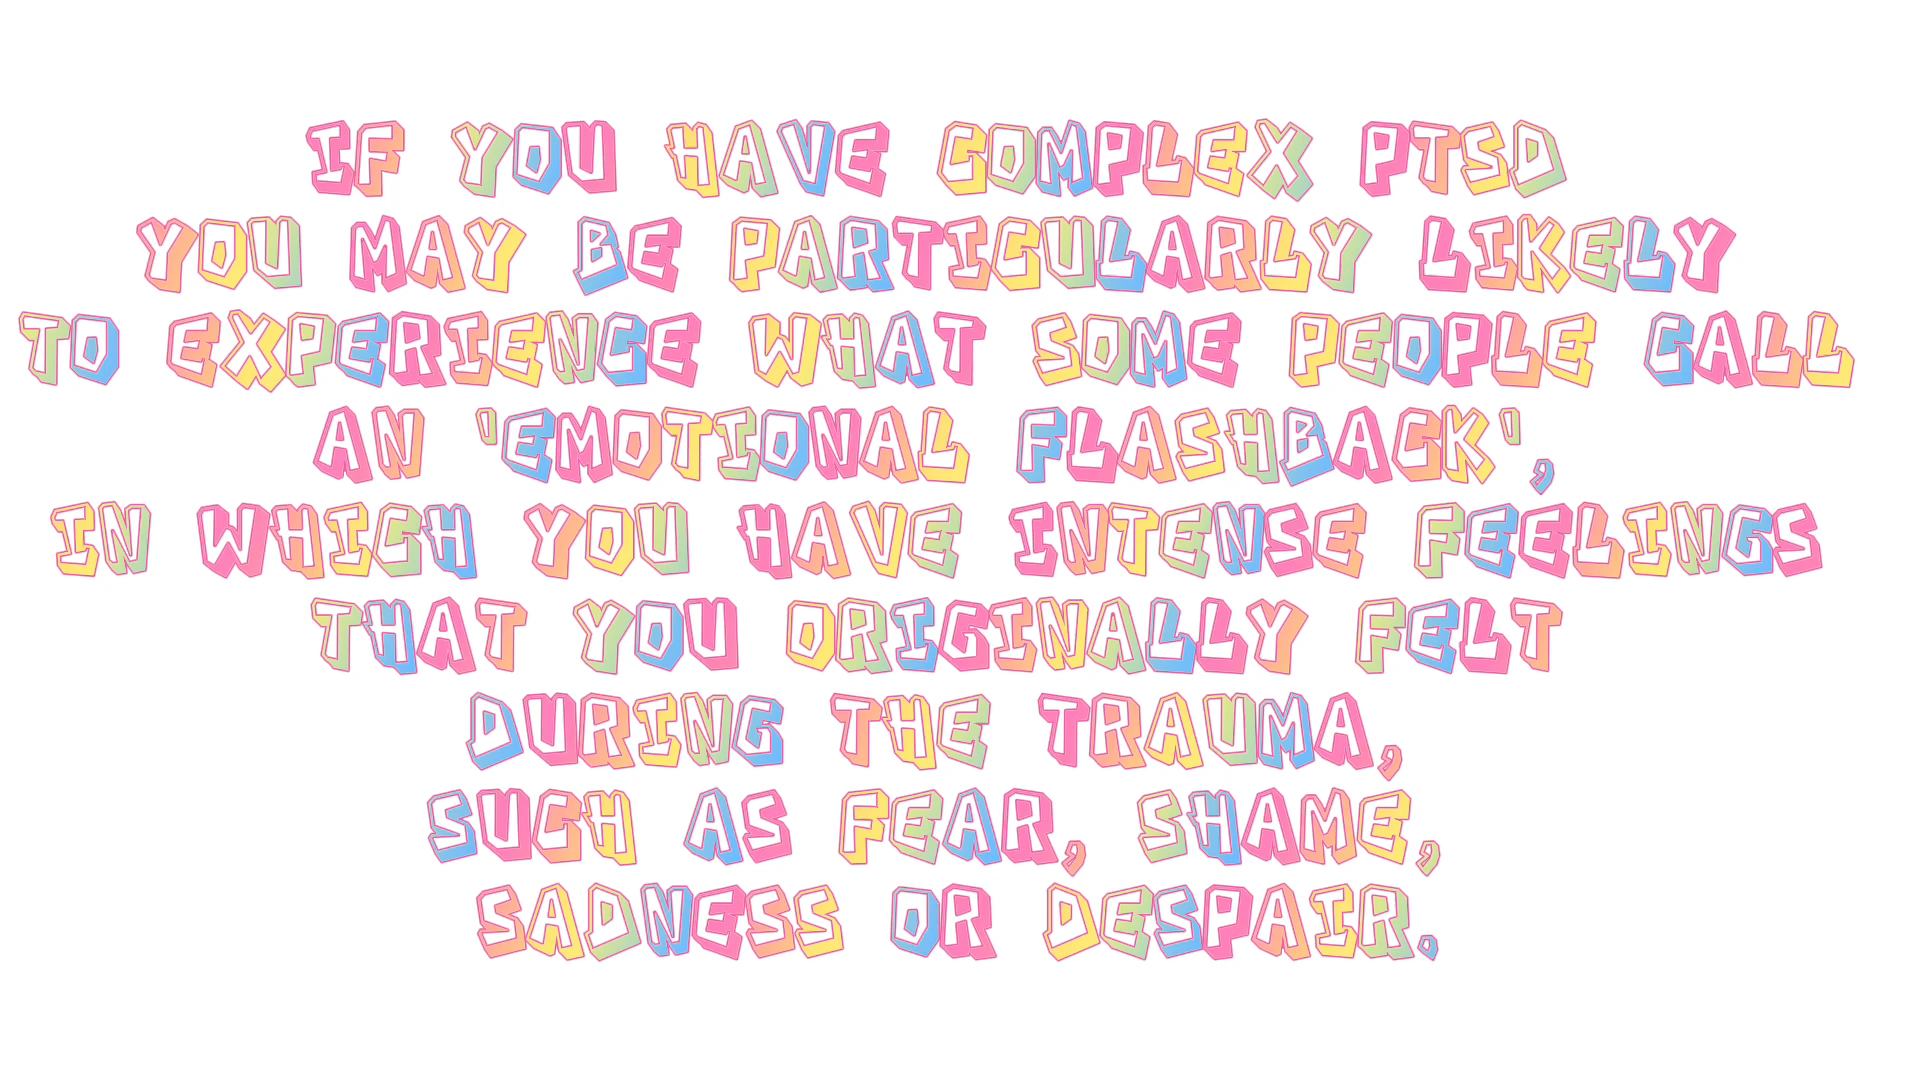 IF YOU HAVE COMPLEX PTSD
YOU MAY BE PARTICULARLY LIKELY
TO EXPERIENCE WHAT SOME PEOPLE CALL
AN 'EMOTIONAL FLASHBACK',
IN WHICH YOU HAVE INTENSE FEELINGS
THAT YOU ORIGINALLY FELT
DURING THE TRAUMA,
SUCH AS FEAR, SHAME,
SADNESS OR DESPAIR.